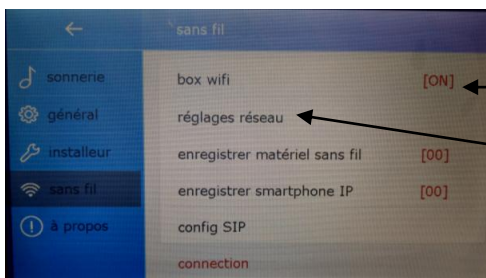 sans fil
sonnerie
général
installeur
sans fil
à propos
box wifi [ON]
réglages réseau
enregistrer matériel sans fil [00]
enregistrer smartphone IP [00]
config SIP
connection